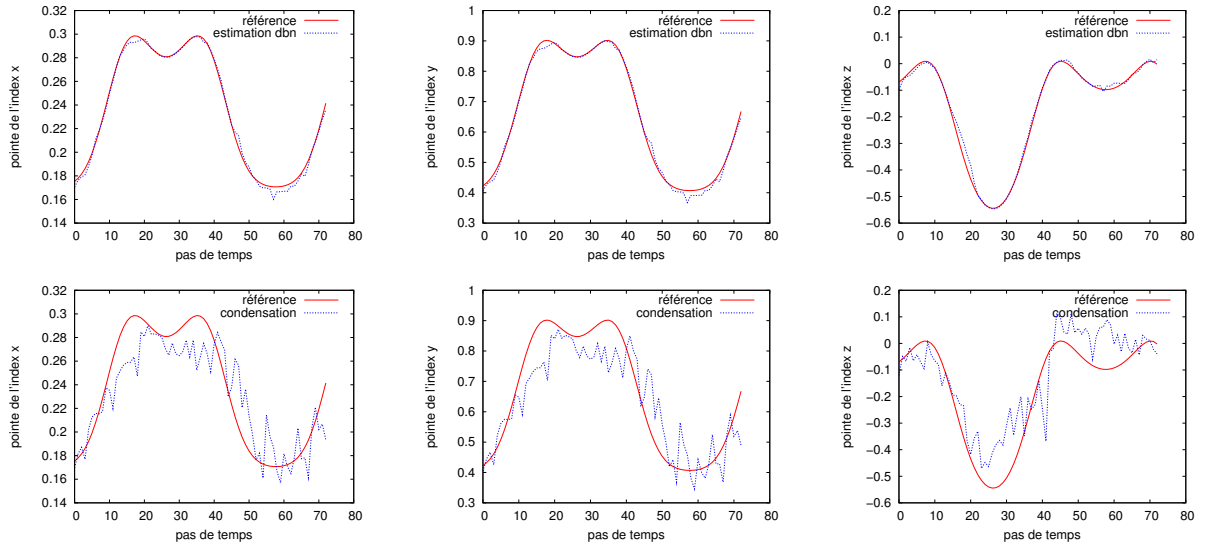 0.32
0.3
0.28
0.26
0.24
0.22
0.2
0.18
0.16
0.14
0 10 20 30 40 50 60 70 80
pointe de l'index x
pas de temps
référence
estimation dbn
1
0.9
0.8
0.7
0.6
0.5
0.4
0.3
0 10 20 30 40 50 60 70 80
pointe de l'index y
pas de temps
référence
estimation dbn
0.2
0.1
0
−0.1
−0.2
−0.3
−0.4
−0.5
−0.6
0 10 20 30 40 50 60 70 80
pointe de l'index z
pas de temps
référence
estimation dbn
0.32
0.3
0.28
0.26
0.24
0.22
0.2
0.18
0.16
0.14
0 10 20 30 40 50 60 70 80
pointe de l'index x
pas de temps
référence
condensation
1
0.9
0.8
0.7
0.6
0.5
0.4
0.3
0 10 20 30 40 50 60 70 80
pointe de l'index y
pas de temps
référence
condensation
0.2
0.1
0
−0.1
−0.2
−0.3
−0.4
−0.5
−0.6
0 10 20 30 40 50 60 70 80
pointe de l'index z
pas de temps
référence
condensation